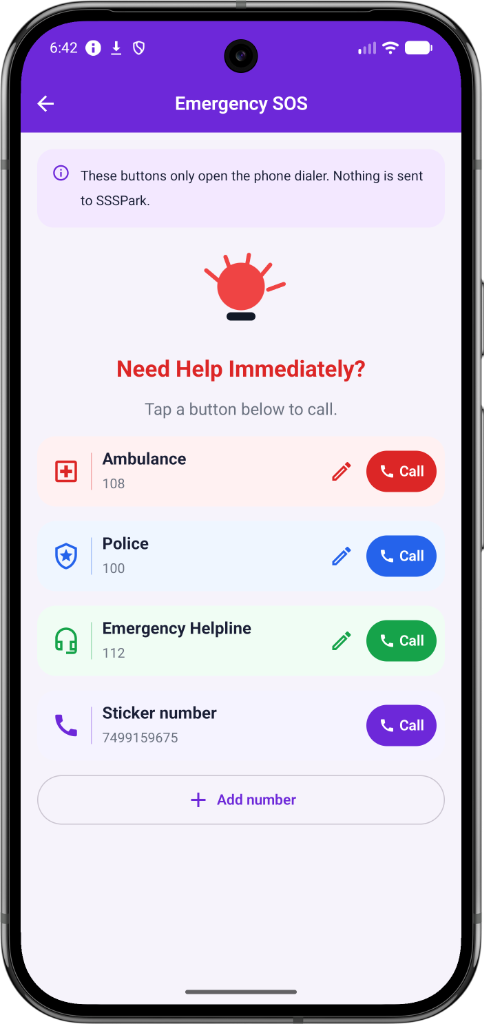 6:42
Emergency SOS
These buttons only open the phone dialer. Nothing is sent
to SSSPark.
Need Help Immediately?
Tap a button below to call.
Ambulance
108
Call
Police
100
Call
Emergency Helpline
112
Call
Sticker number
7499159675
Call
Add number